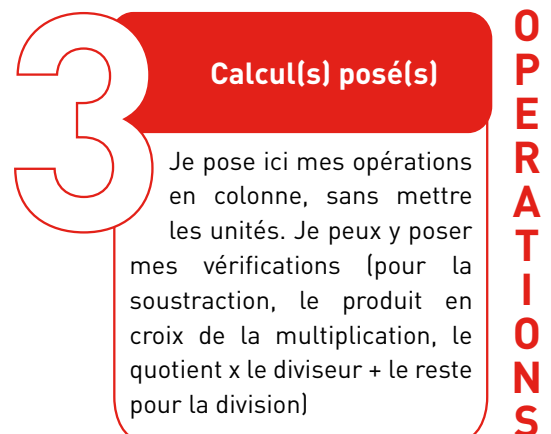 3
Calcul(s) posé(s)
Je pose ici mes opérations
en colonne, sans mettre
les unités. Je peux y poser
mes vérifications (pour la
soustraction, le produit en
croix de la multiplication, le
quotient x le diviseur + le reste
pour la division)
OPERATIONS